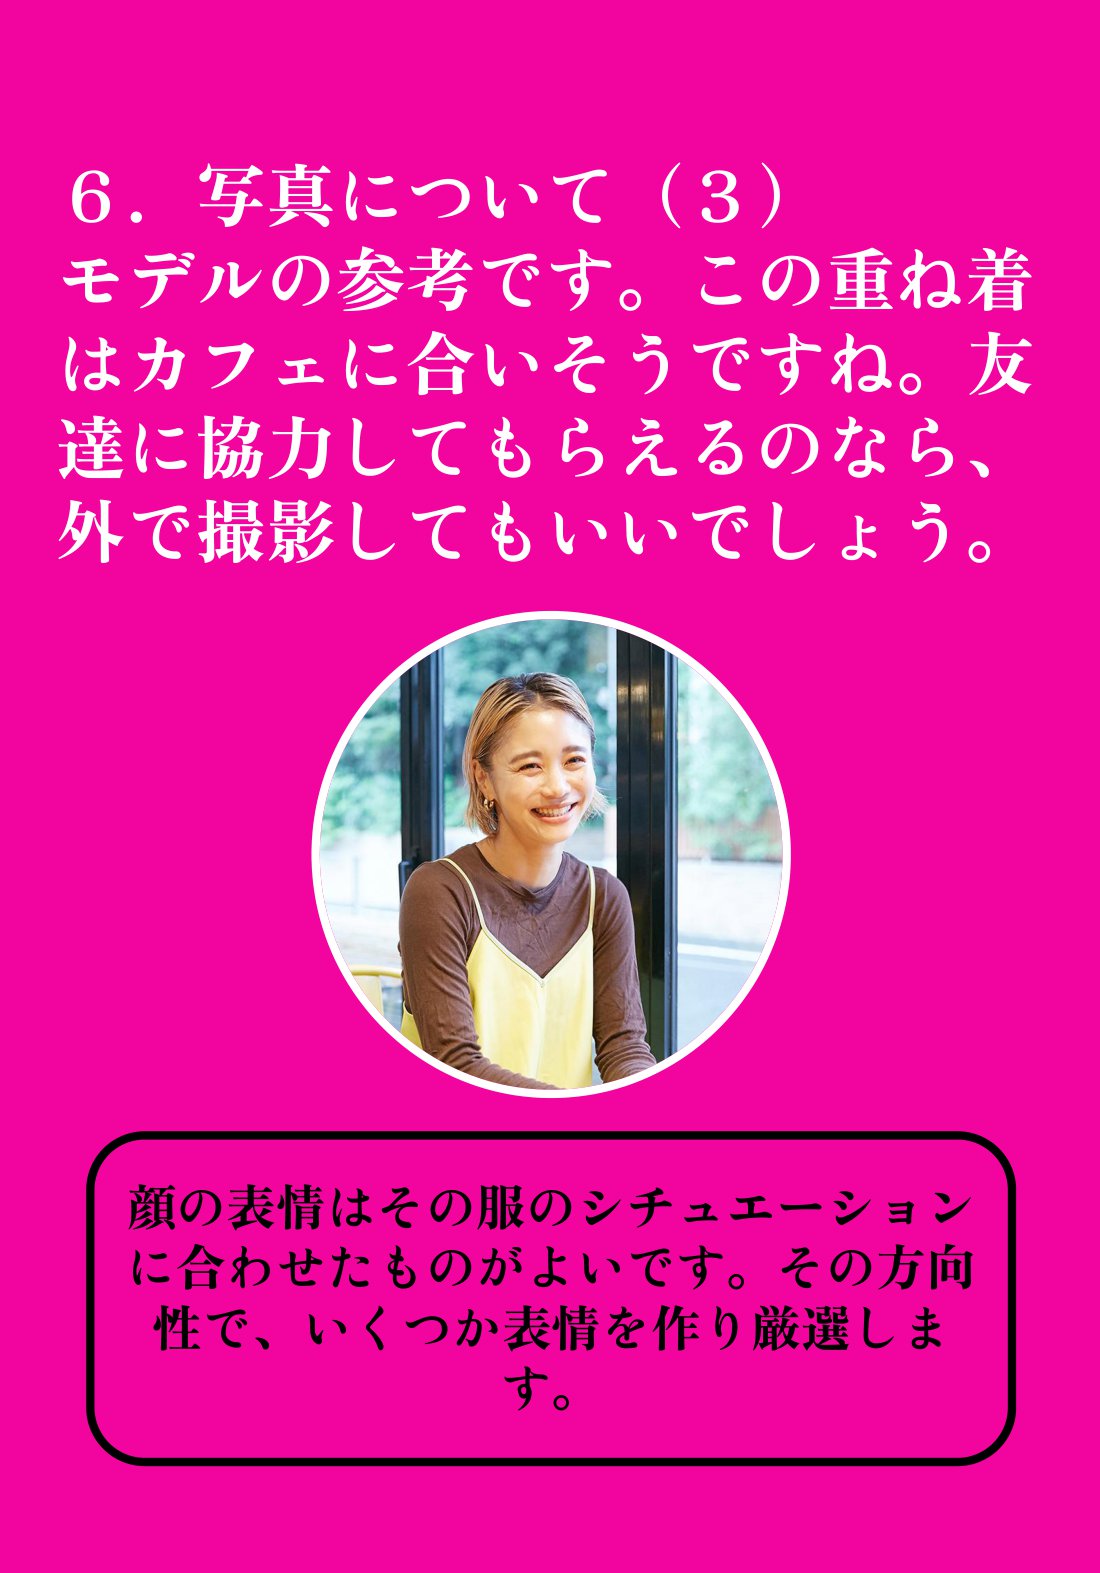 ６．写真について（３）
モデルの参考です。この重ね着
はカフェに合いそうですね。友
達に協力してもらえるのなら、
外で撮影してもいいでしょう。
顔の表情はその服のシチュエーション
に合わせたものがよいです。その方向
性で、いくつか表情を作り厳選しま
す。